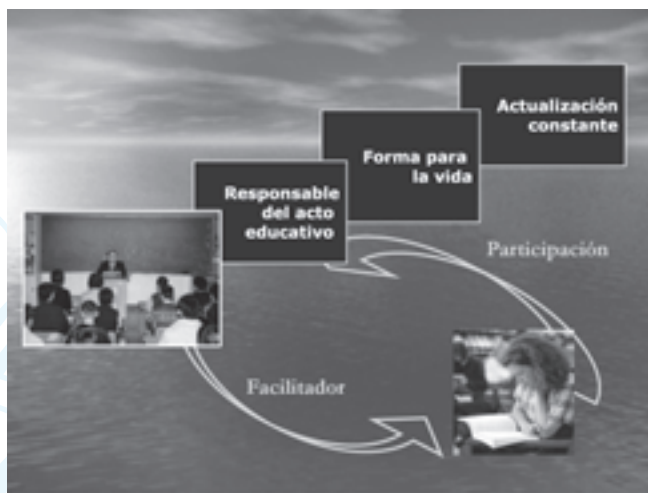 Actualización
constante
Forma para
la vida
Responsable
del acto
educativo
Participación
Facilitador